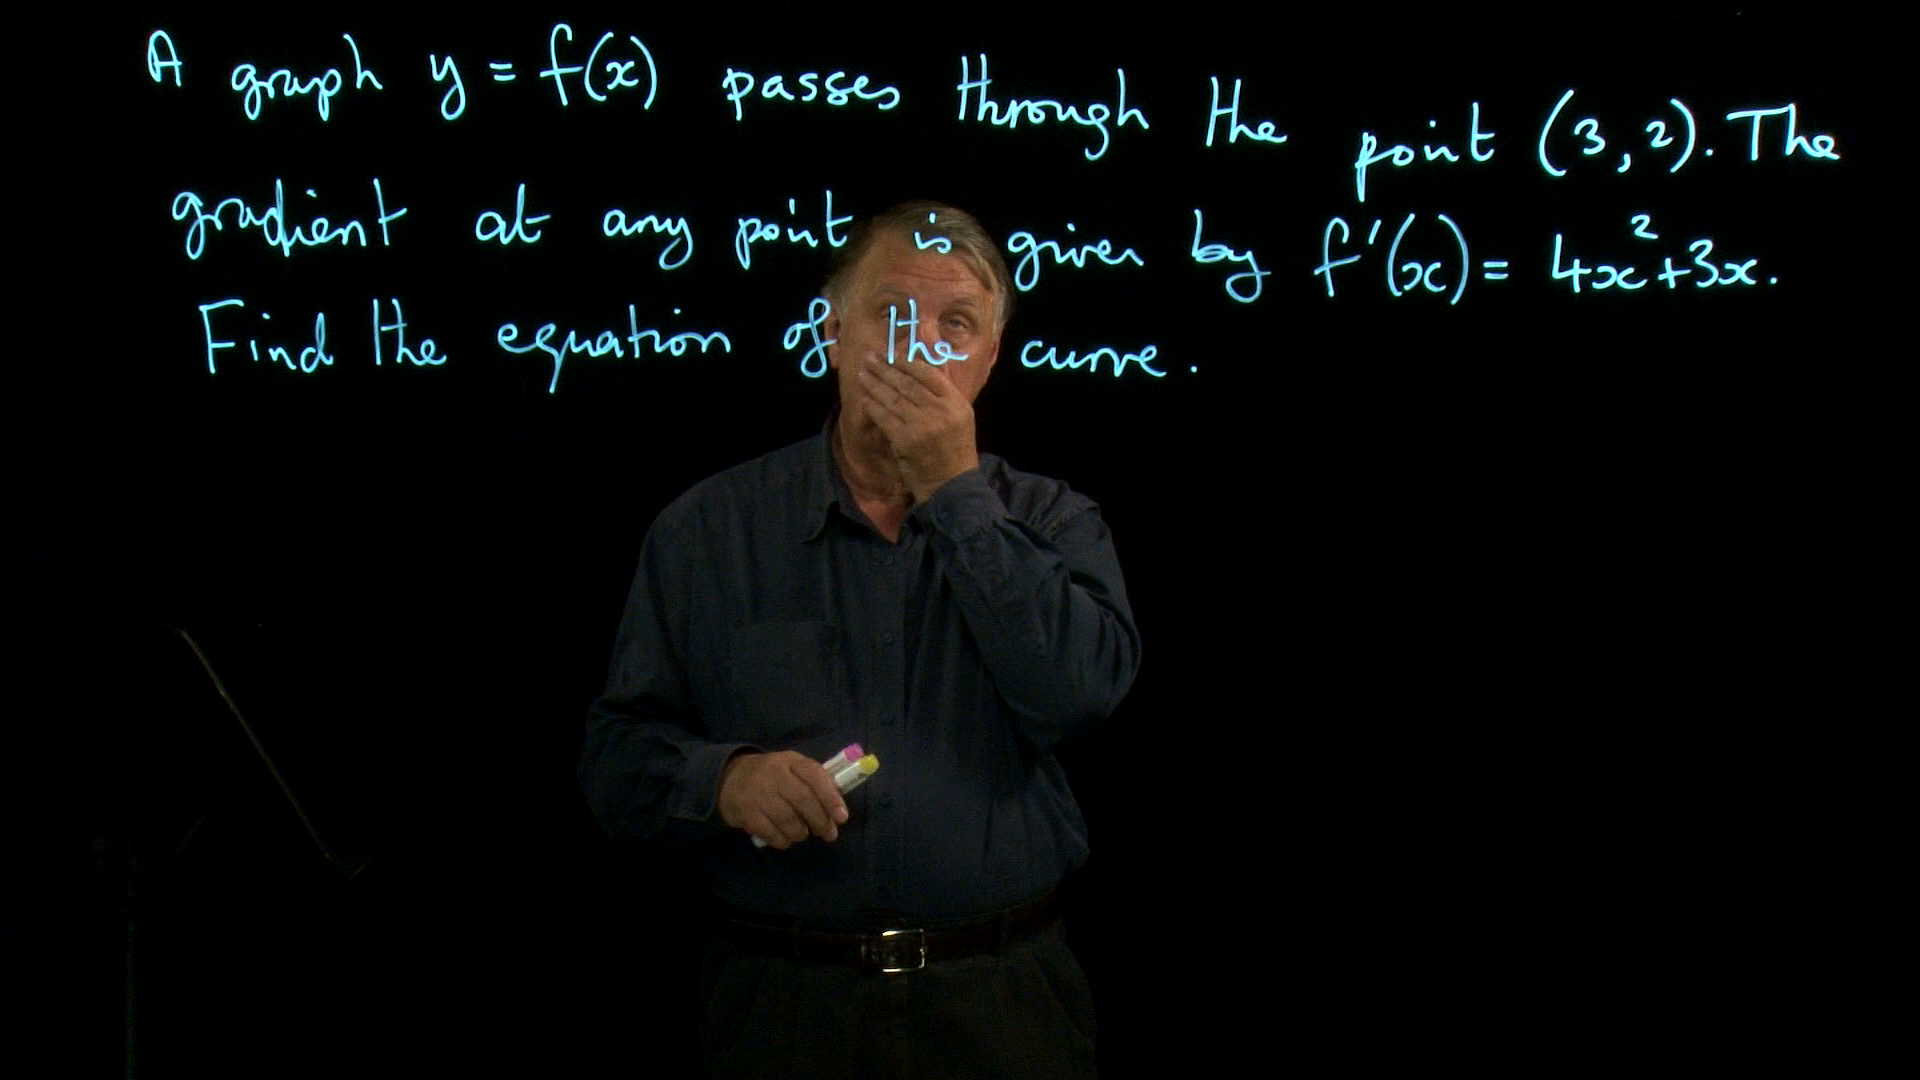 A graph y = f(x) passes through the point (3, 2). The
gradient at any point is given by f'(x) = 4x² + 3x.
Find the equation of the curve.